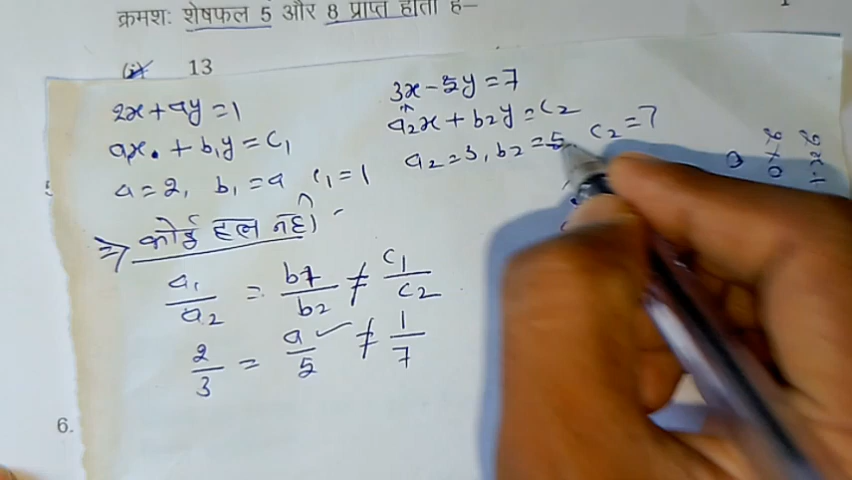 क्रमशः शेषफल 5 और 8 प्राप्त होता है–
(i) 13
2x+ay=1
3x-5y=7
ax + b₁y=c₁
a₂x + b₂y=c₂
a=2, b₁=a c₁=1
a₂=3, b₂=5, c₂=7
⇒ कोई हल नहीं -
a₁/a₂ = b₁/b₂ ≠ c₁/c₂
2/3 = a/5 ≠ 1/7
6.